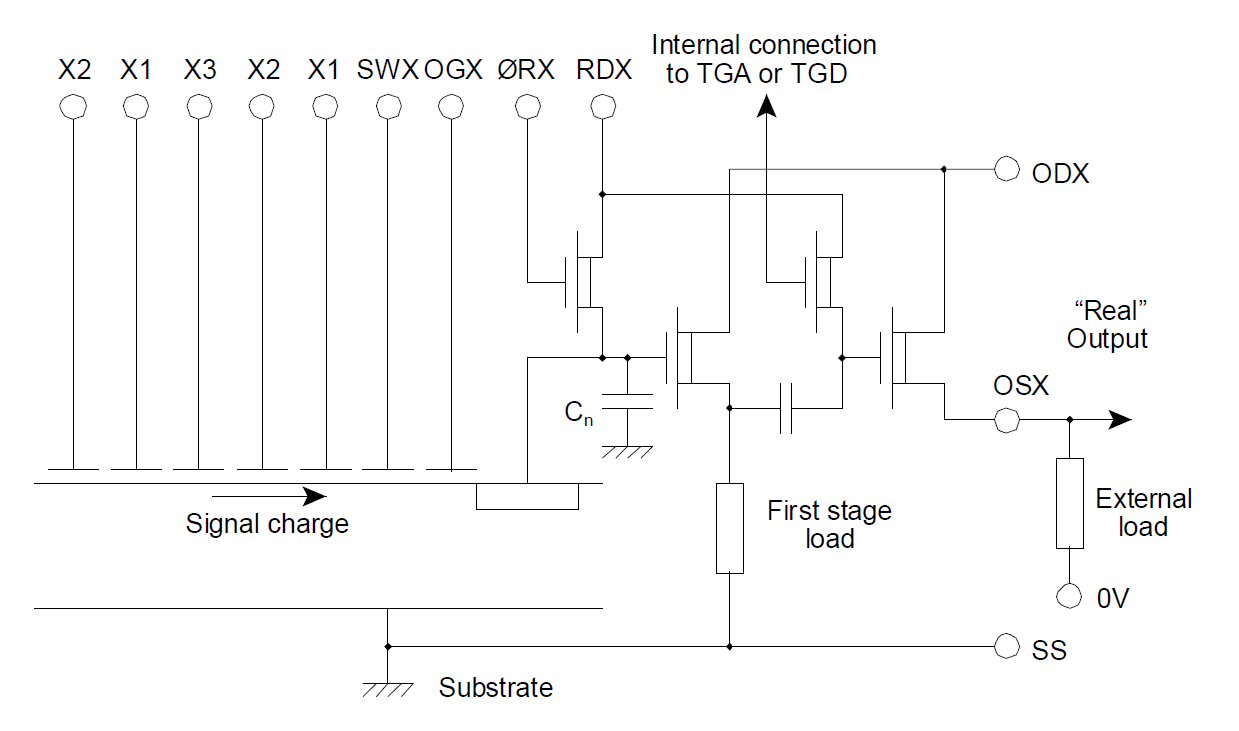 Internal connection
to TGA or TGD
X2 X1 X3 X2 X1 SWX OGX ØRX RDX
ODX
“Real”
Output
OSX
Cn
Signal charge
First stage
load
External
load
0V
SS
Substrate